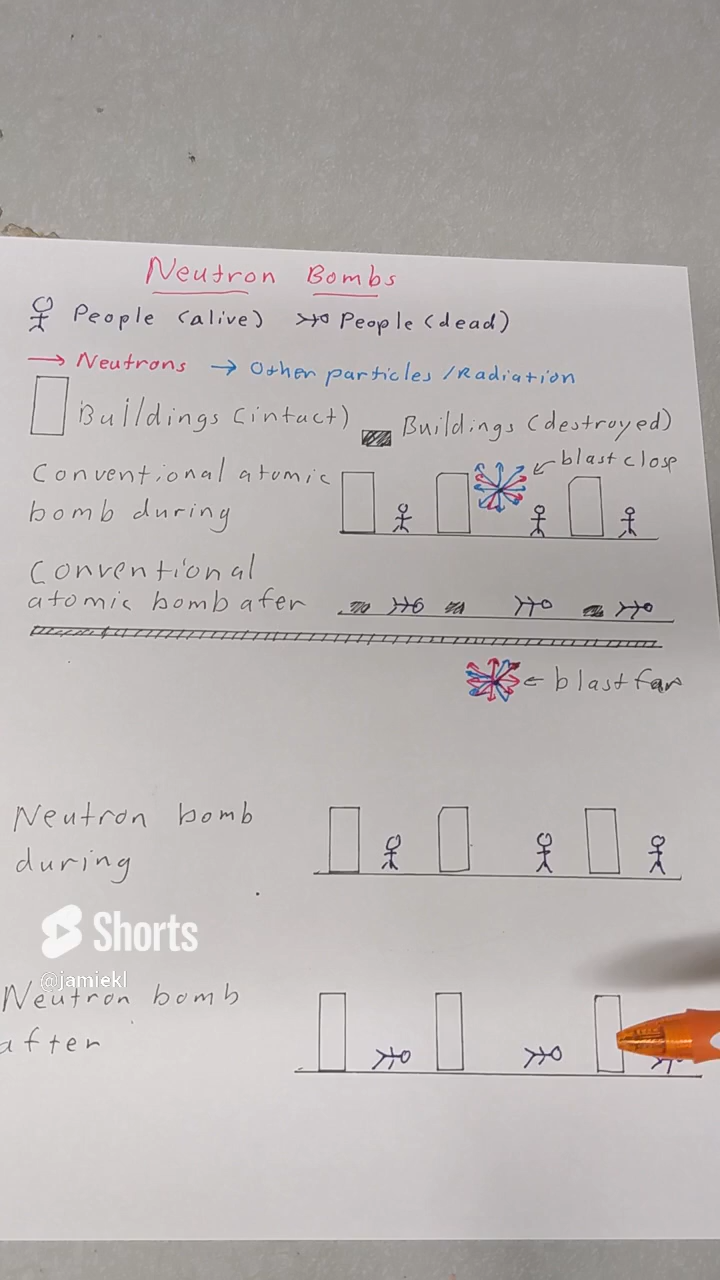 Neutron Bombs
People (alive) People (dead)
Neutrons Other particles / Radiation
Buildings (intact) Buildings (destroyed)
blast close
Conventional atomic
bomb during
Conventional
atomic bomb afer
blast far
Neutron bomb
during
Shorts
@jamiekl
Neutron bomb
after